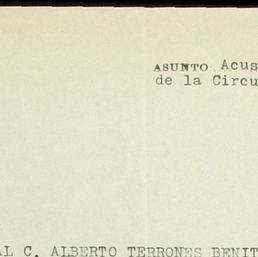 ASUNTO Acus
de la Circu
AL C. ALBERTO TERRONES BENIT